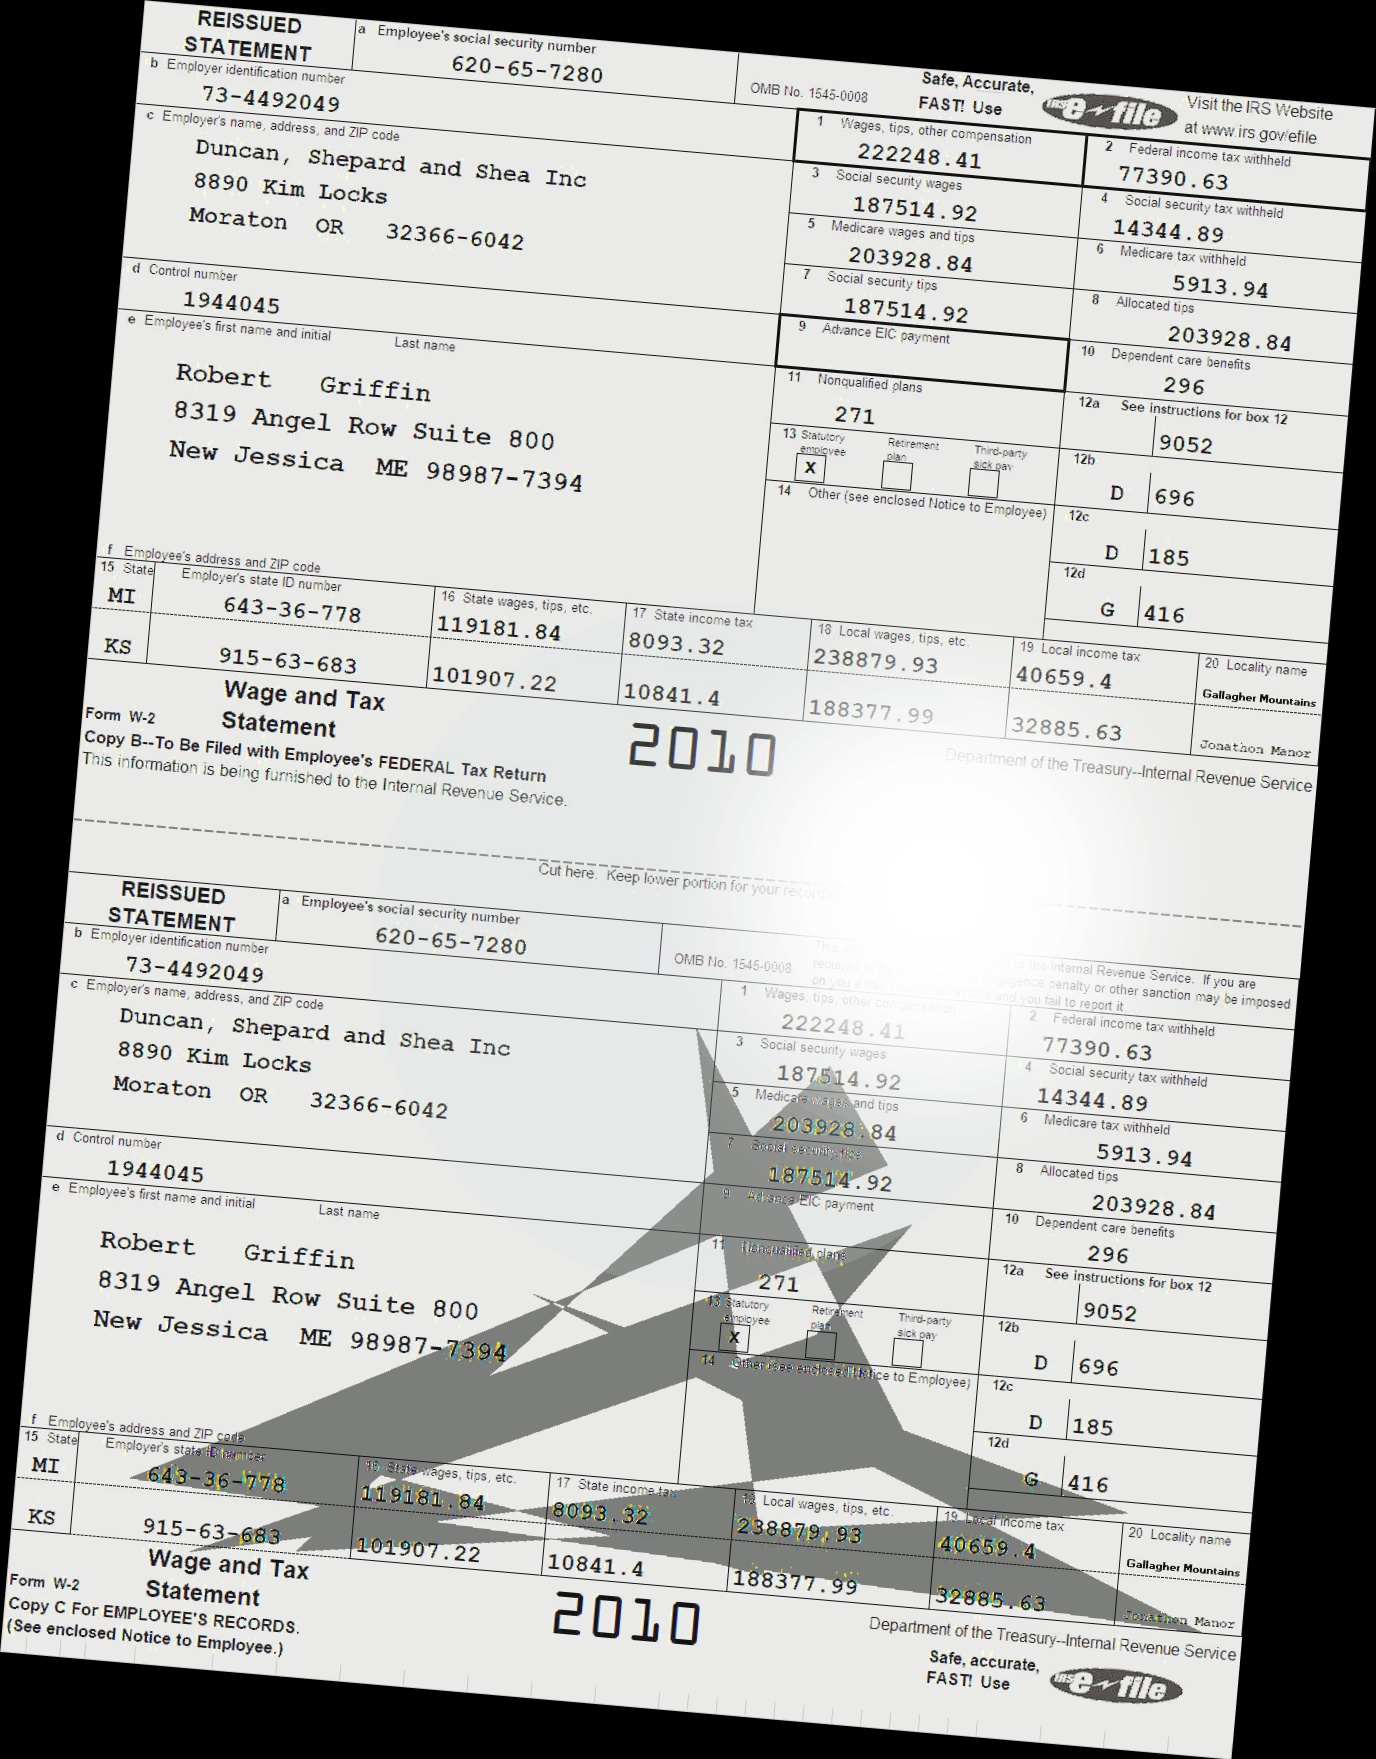 REISSUED
STATEMENT
a Employee's social security number
620-65-7280
OMB No. 1545-0008
Safe, Accurate,
FAST! Use
IRS e-file
Visit the IRS Website
at www.irs.gov/efile
b Employer identification number
73-4492049
c Employer's name, address, and ZIP code
Duncan, Shepard and Shea Inc
8890 Kim Locks
Moraton OR 32366-6042
d Control number
1944045
e Employee's first name and initial Last name
Robert Griffin
8319 Angel Row Suite 800
New Jessica ME 98987-7394
f Employee's address and ZIP code
1 Wages, tips, other compensation
222248.41
2 Federal income tax withheld
77390.63
3 Social security wages
187514.92
4 Social security tax withheld
14344.89
5 Medicare wages and tips
203928.84
6 Medicare tax withheld
5913.94
7 Social security tips
187514.92
8 Allocated tips
203928.84
9 Advance EIC payment
10 Dependent care benefits
296
11 Nonqualified plans
271
12a See instructions for box 12
9052
13 Statutory employee Retirement plan Third-party sick pay
X
12b
D 696
14 Other (see enclosed Notice to Employee)
12c
D 185
12d
G 416
15 State Employer's state ID number
16 State wages, tips, etc.
17 State income tax
18 Local wages, tips, etc.
19 Local income tax
20 Locality name
MI 643-36-778 119181.84 8093.32 238879.93 40659.4 Gallagher Mountains
KS 915-63-683 101907.22 10841.4 188377.99 32885.63 Jonathon Manor
Form W-2 Wage and Tax
Statement
2010
Department of the Treasury--Internal Revenue Service
Copy B--To Be Filed with Employee's FEDERAL Tax Return
This information is being furnished to the Internal Revenue Service.
Cut here. Keep lower portion for your records.
REISSUED
STATEMENT
a Employee's social security number
620-65-7280
OMB No. 1545-0008
This
to the Internal Revenue Service. If you are
required to negligence penalty or other sanction may be imposed
on you if this and you fail to report it.
b Employer identification number
73-4492049
c Employer's name, address, and ZIP code
Duncan, Shepard and Shea Inc
8890 Kim Locks
Moraton OR 32366-6042
d Control number
1944045
e Employee's first name and initial Last name
Robert Griffin
8319 Angel Row Suite 800
New Jessica ME 98987-7394
f Employee's address and ZIP code
1 Wages, tips, other compensation
222248.41
2 Federal income tax withheld
77390.63
3 Social security wages
187514.92
4 Social security tax withheld
14344.89
5 Medicare wages and tips
203928.84
6 Medicare tax withheld
5913.94
7 Social security tips
187514.92
8 Allocated tips
203928.84
9 Advance EIC payment
10 Dependent care benefits
296
11 Nonqualified plans
271
12a See instructions for box 12
9052
13 Statutory employee Retirement plan Third-party sick pay
X
12b
D 696
14 Other (see enclosed Notice to Employee)
12c
D 185
12d
G 416
15 State Employer's state ID number
16 State wages, tips, etc.
17 State income tax
18 Local wages, tips, etc.
19 Local income tax
20 Locality name
MI 643-36-778 119181.84 8093.32 238879.93 40659.4 Gallagher Mountains
KS 915-63-683 101907.22 10841.4 188377.99 32885.63 Jonathon Manor
Form W-2 Wage and Tax
Statement
2010
Department of the Treasury--Internal Revenue Service
Copy C For EMPLOYEE'S RECORDS.
(See enclosed Notice to Employee.)
Safe, accurate,
FAST! Use
IRS e-file